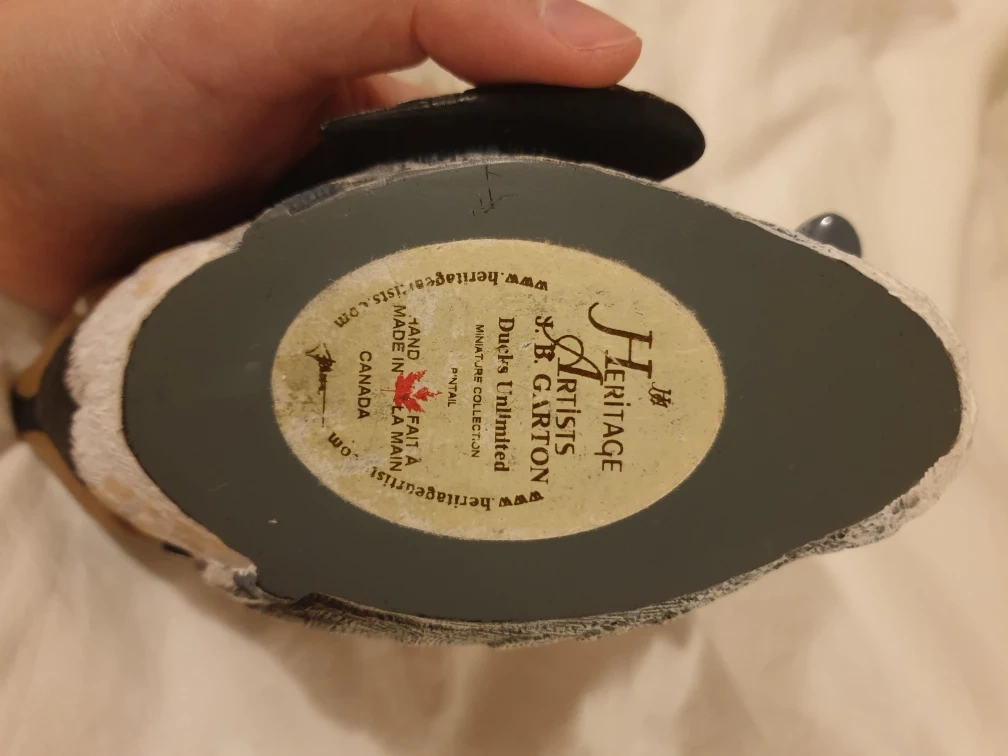 HERITAGE
ARTISTS
J. B. GARTON
Ducks Unlimited
MINIATURE COLLECTION
PINTAIL
HAND FAIT À
MADE IN LA MAIN
CANADA
www.heritageartists.com
www.heritageartists.com